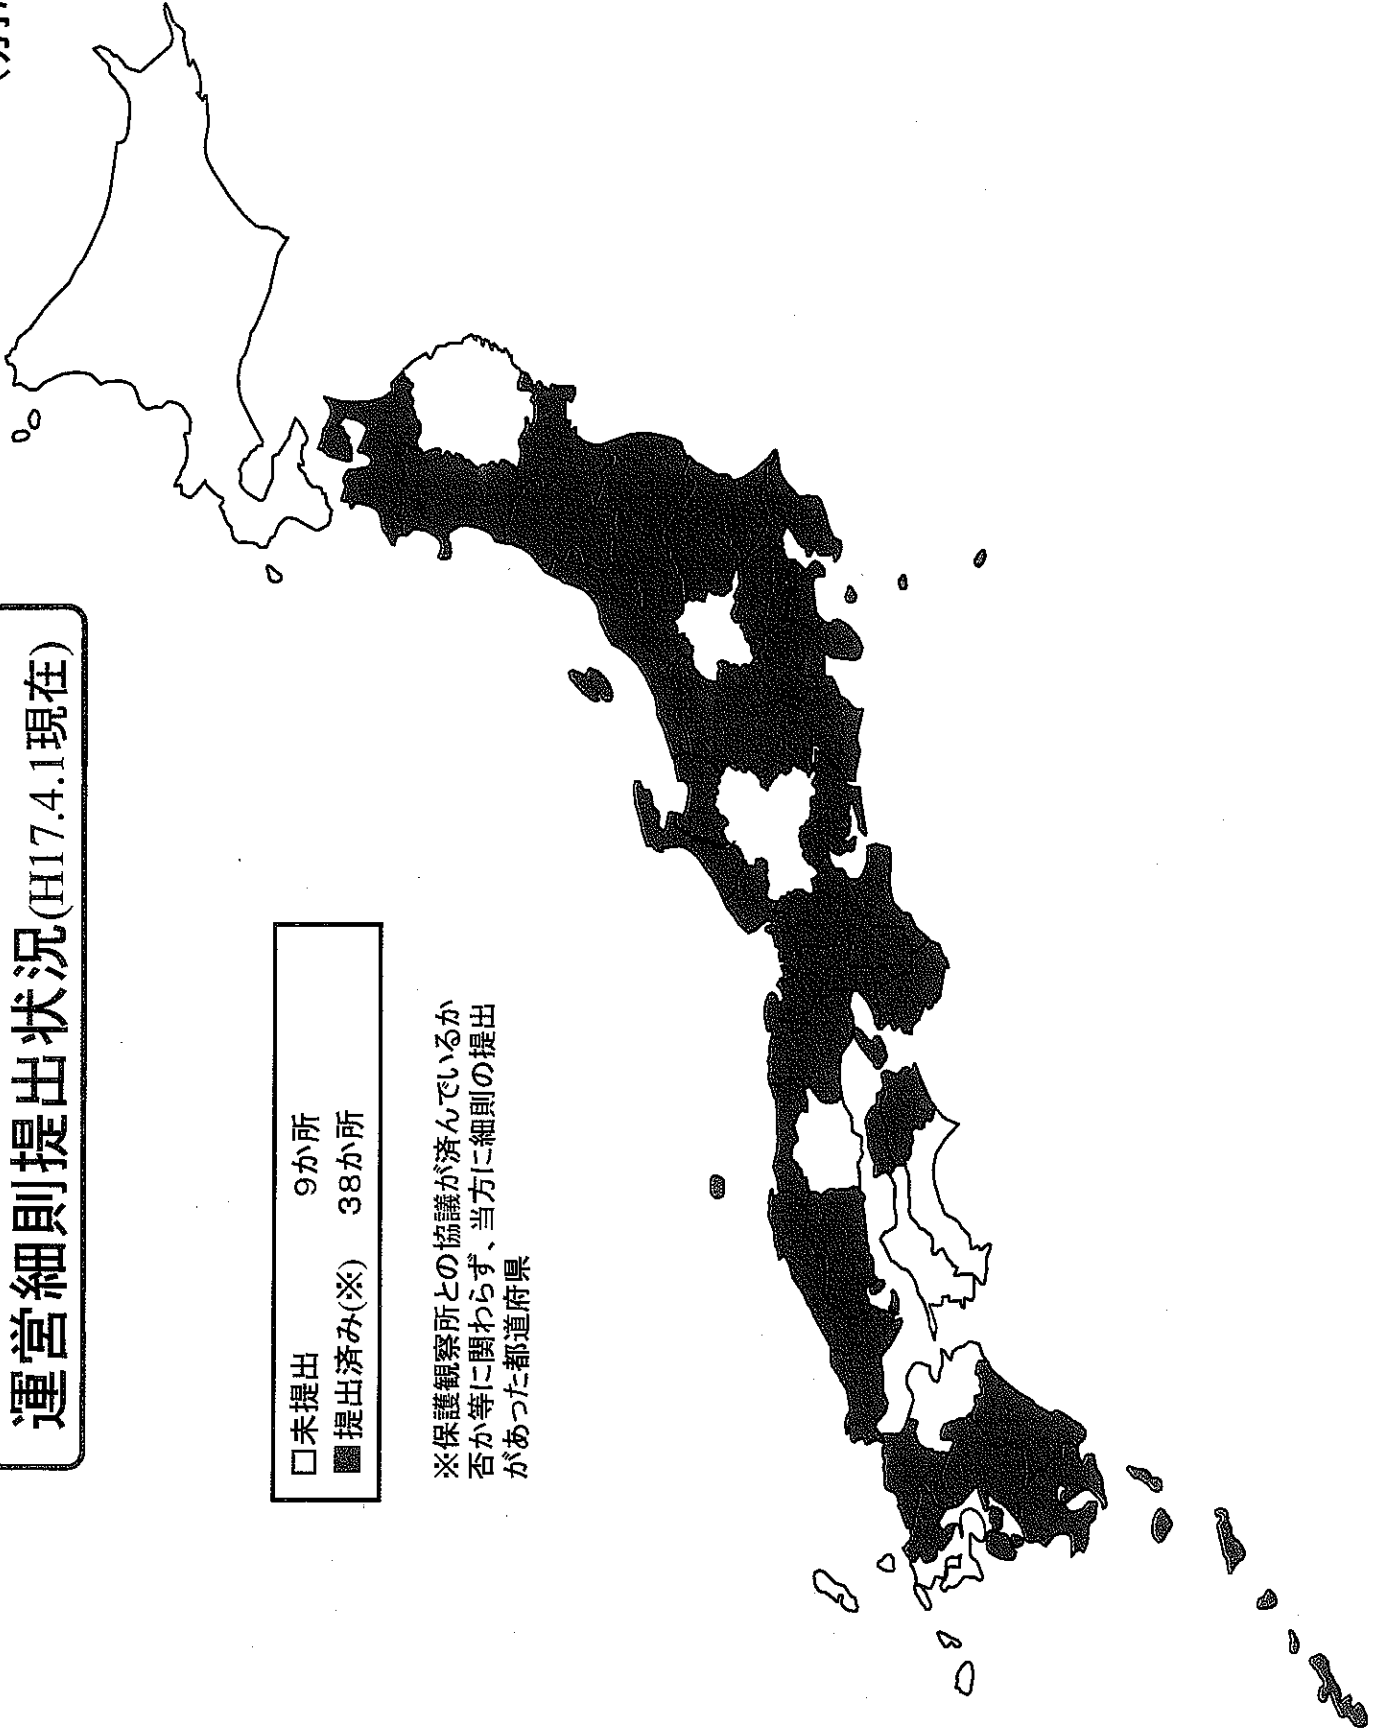 運営細則提出状況(H17.4.1現在)
□未提出 9か所
■提出済み(※) 38か所
※保護観察所との協議が済んでいるか
否か等に関わらず、当方に細則の提出
があった都道府県